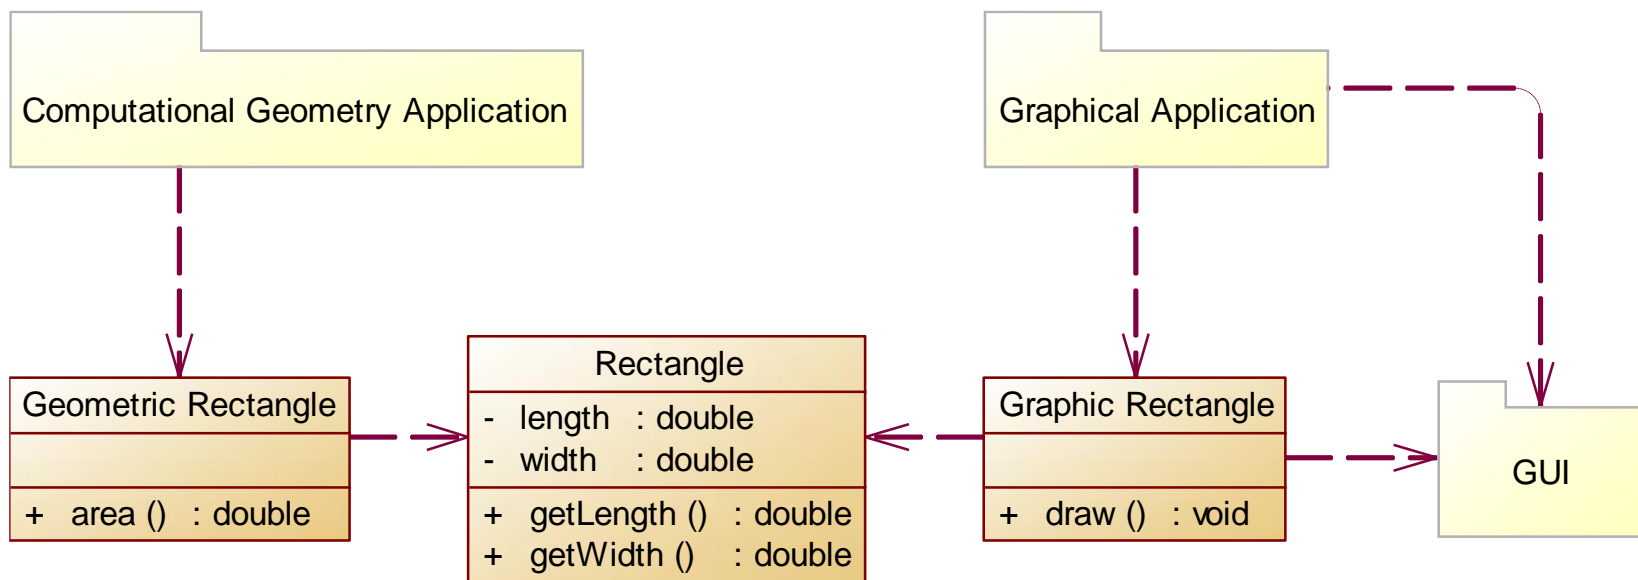 Computational Geometry Application
Graphical Application
Geometric Rectangle
+ area () : double
Rectangle
- length : double
- width : double
+ getLength () : double
+ getWidth () : double
Graphic Rectangle
+ draw () : void
GUI